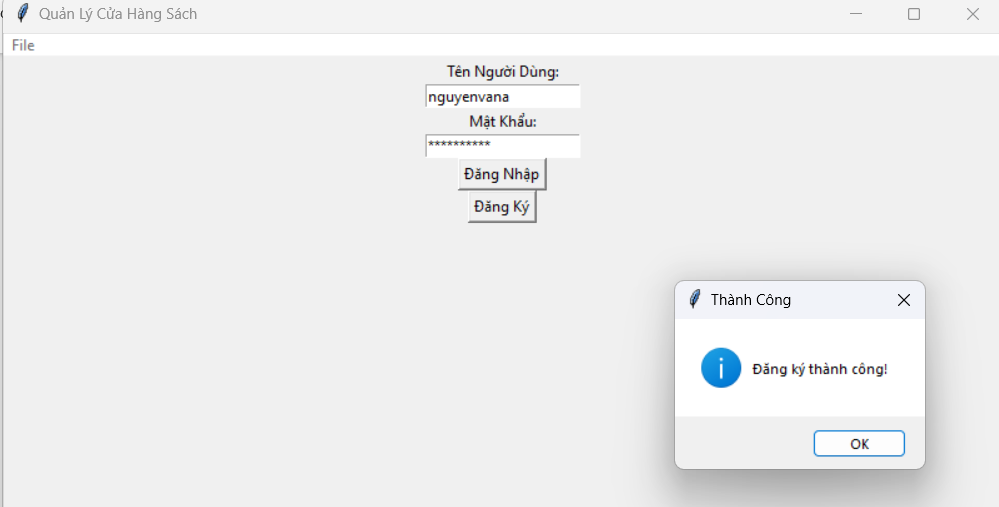 Quản Lý Cửa Hàng Sách
File
Tên Người Dùng:
nguyenvana
Mật Khẩu:
**********
Đăng Nhập
Đăng Ký
Thành Công
Đăng ký thành công!
OK